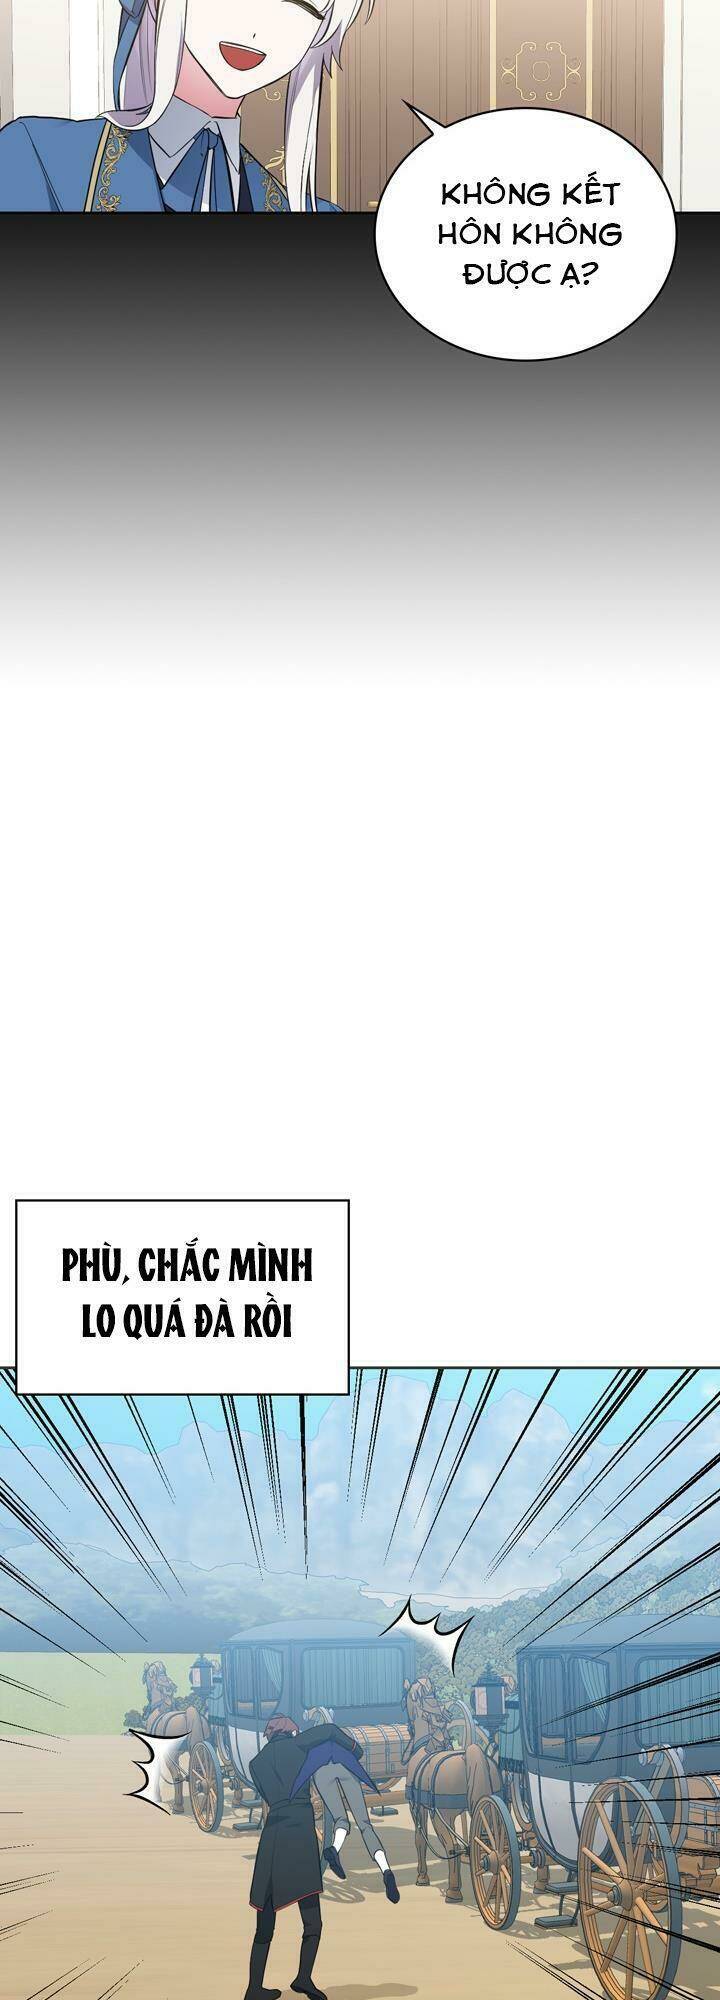 KHÔNG KẾT
HÔN KHÔNG
ĐƯỢC Ạ?
PHÙ, CHẮC MÌNH
LO QUÁ ĐÀ RỒI